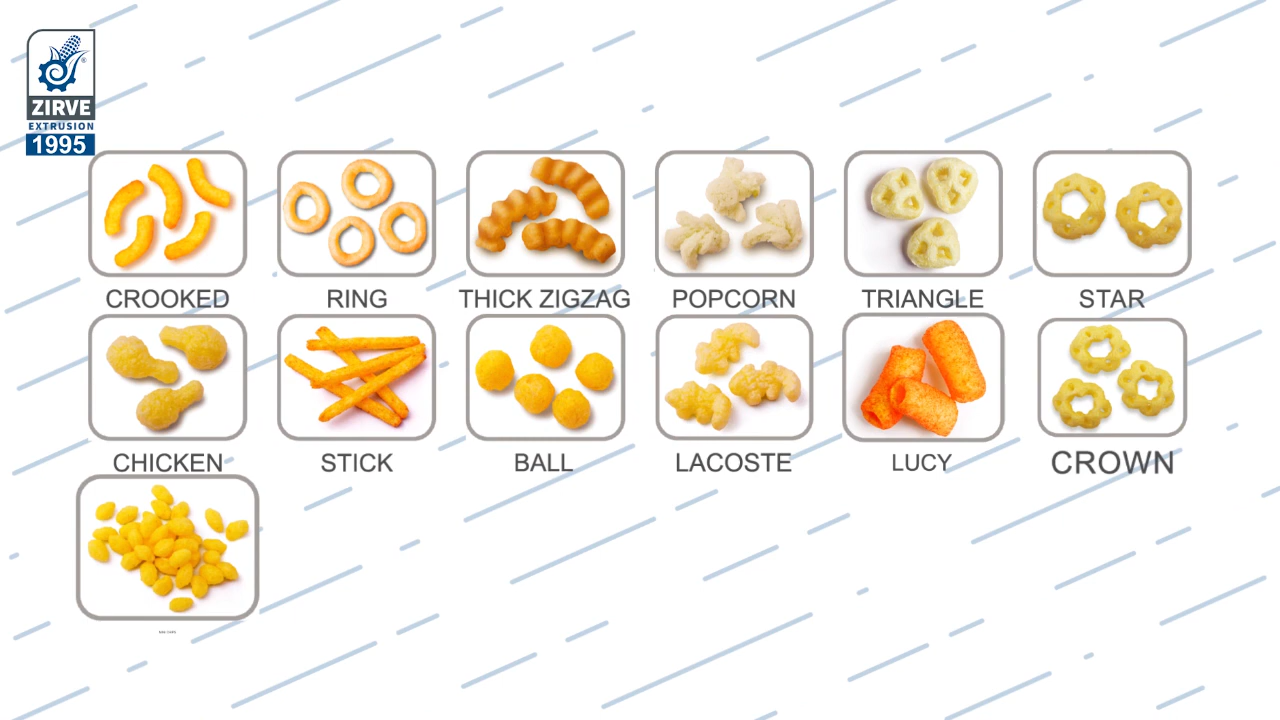 ZIRVE
EXTRUSION
1995
CROOKED
RING
THICK ZIGZAG
POPCORN
TRIANGLE
STAR
CHICKEN
STICK
BALL
LACOSTE
LUCY
CROWN